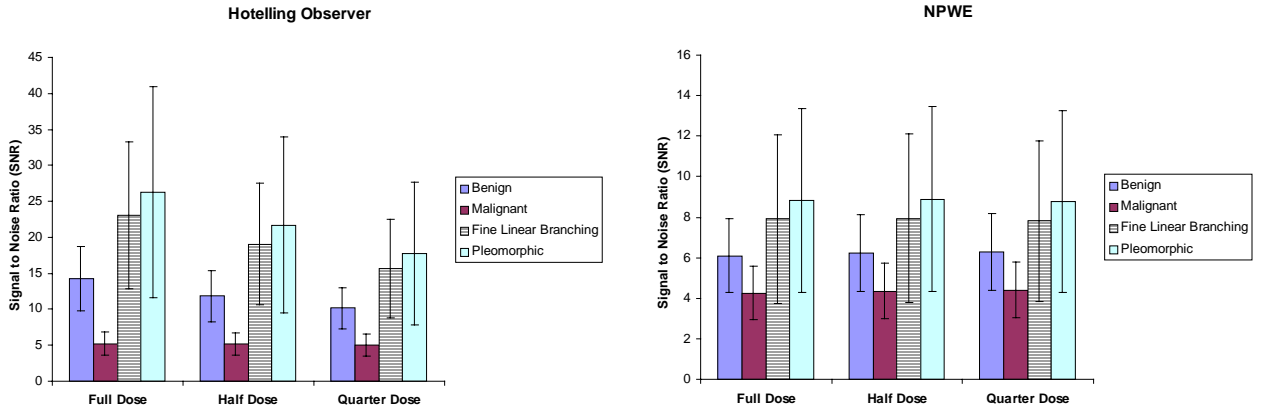 Hotelling Observer
45
40
35
30
25
20
15
10
5
0
Signal to Noise Ratio (SNR)
Full Dose
Half Dose
Quarter Dose
Benign
Malignant
Fine Linear Branching
Pleomorphic
NPWE
16
14
12
10
8
6
4
2
0
Signal to Noise Ratio (SNR)
Full Dose
Half Dose
Quarter Dose
Benign
Malignant
Fine Linear Branching
Pleomorphic